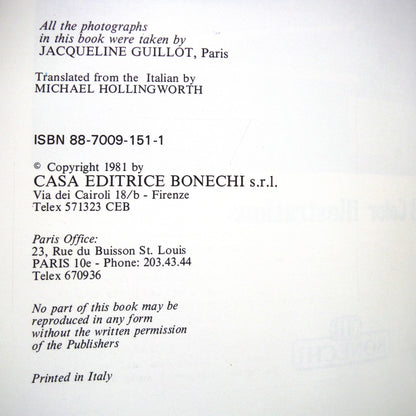 All the photographs
in this book were taken by
JACQUELINE GUILLOT, Paris
Translated from the Italian by
MICHAEL HOLLINGWORTH
ISBN 88-7009-151-1
© Copyright 1981 by
CASA EDITRICE BONECHI s.r.l.
Via dei Cairoli 18/b - Firenze
Telex 571323 CEB
Paris Office:
23, Rue du Buisson St. Louis
PARIS 10e - Phone: 203.43.44
Telex 670936
No part of this book may be
reproduced in any form
without the written permission
of the Publishers
Printed in Italy